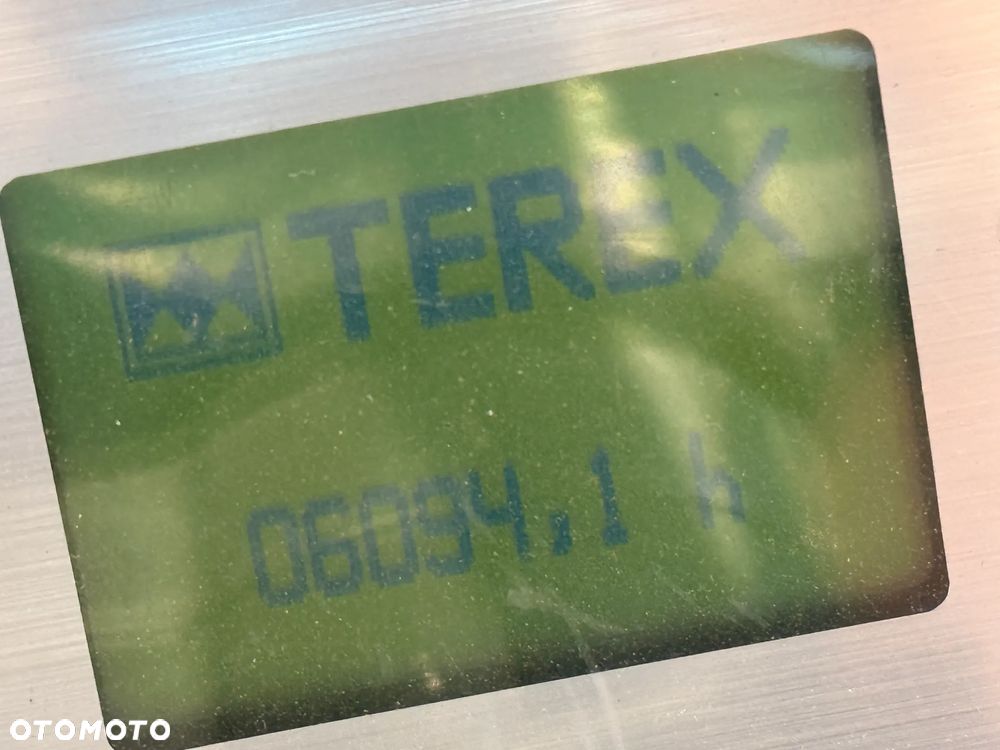 TEREX
06094,1 h
OTOMOTO